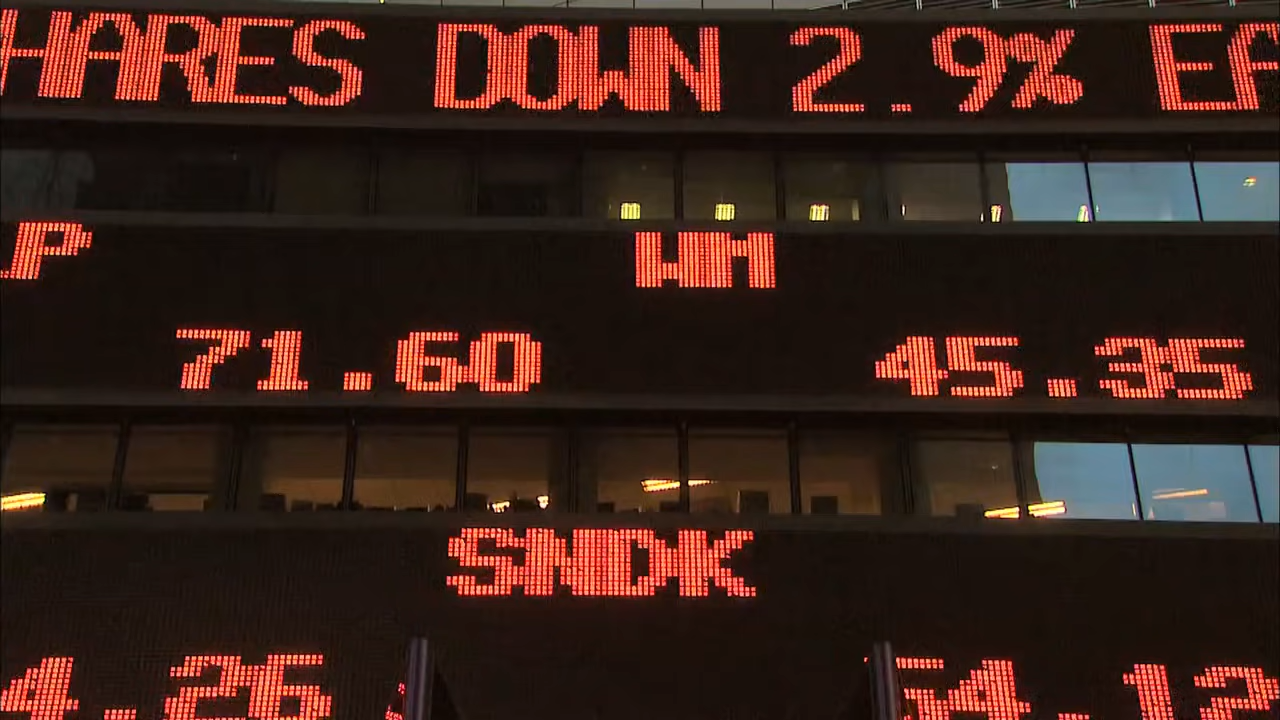 HARES DOWN 2.9% EA
P WM
71.60 45.35
SNDK
4.26 54.12